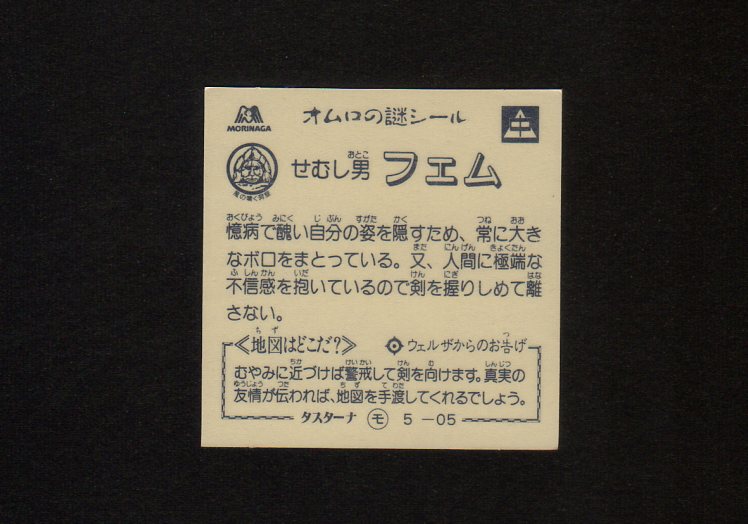 MORINAGA
オムロの謎シール
せむし男 フェム
憶病で醜い自分の姿を隠すため、常に大き
なボロをまとっている。又、人間に極端な
不信感を抱いているので剣を握りしめて離
さない。
≪地図はどこだ?≫ ウェルザからのお告げ
むやみに近づけば警戒して剣を向けます。真実の
友情が伝われば、地図を手渡してくれるでしょう。
タスターナ モ 5-05